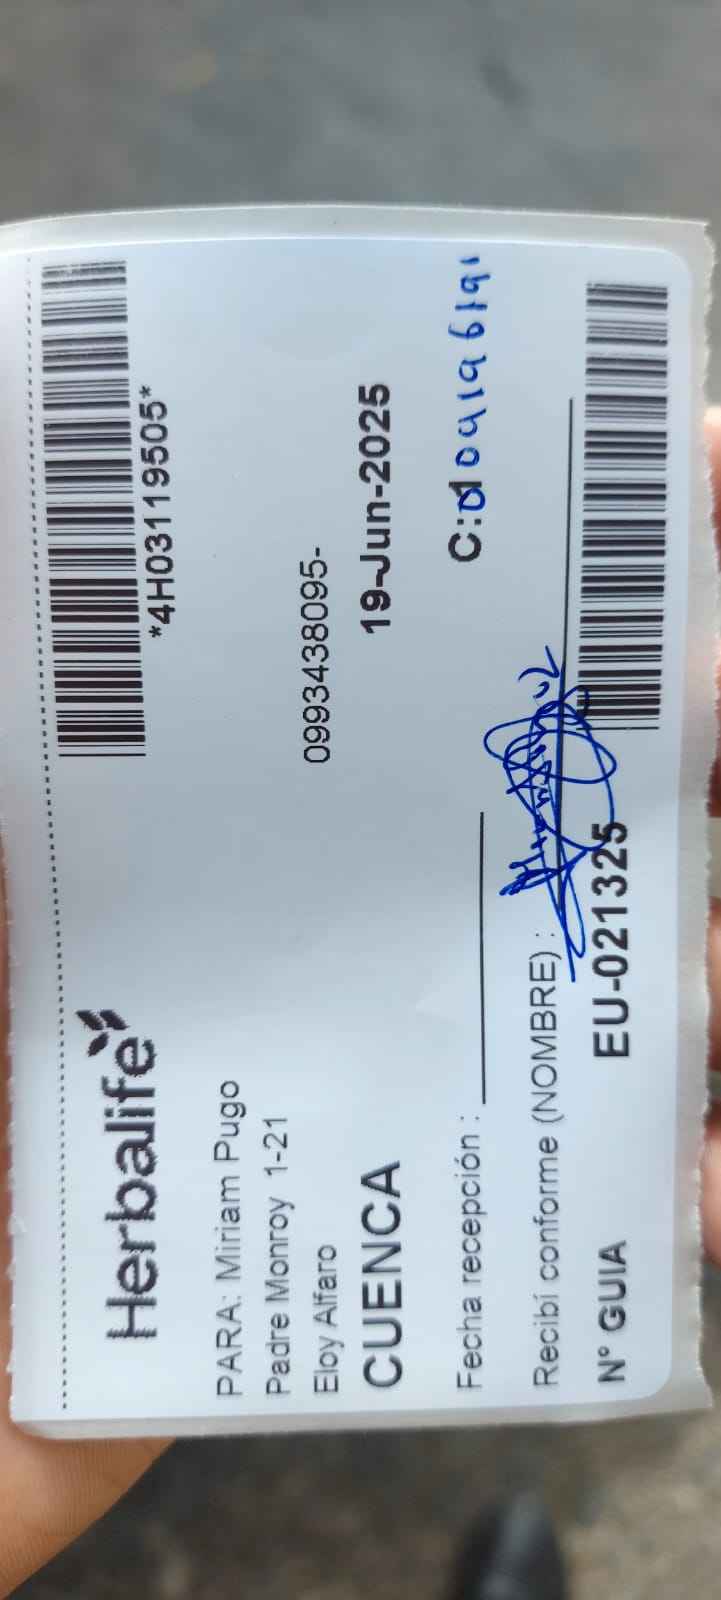 Herbalife
*4H03119505*
PARA: Miriam Pugo
Padre Monroy 1-21
Eloy Alfaro
0993438095-
CUENCA
19-Jun-2025
Fecha recepción :
C:
Recibí conforme (NOMBRE) :
N° GUIA
EU-021325